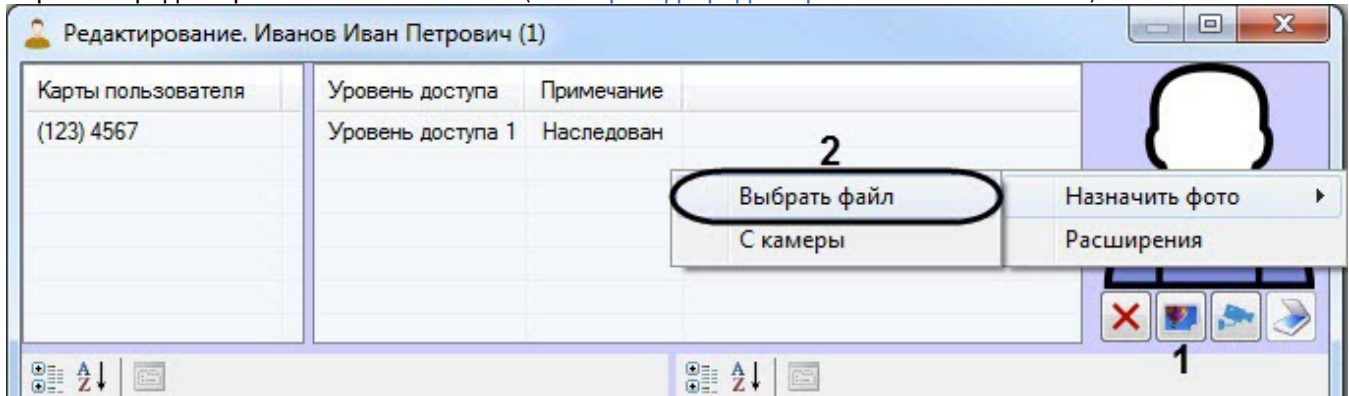 Редактирование. Иванов Иван Петрович (1)
Карты пользователя
Уровень доступа
Примечание
(123) 4567
Уровень доступа 1
Наследован
2
Выбрать файл
Назначить фото
С камеры
Расширения
1